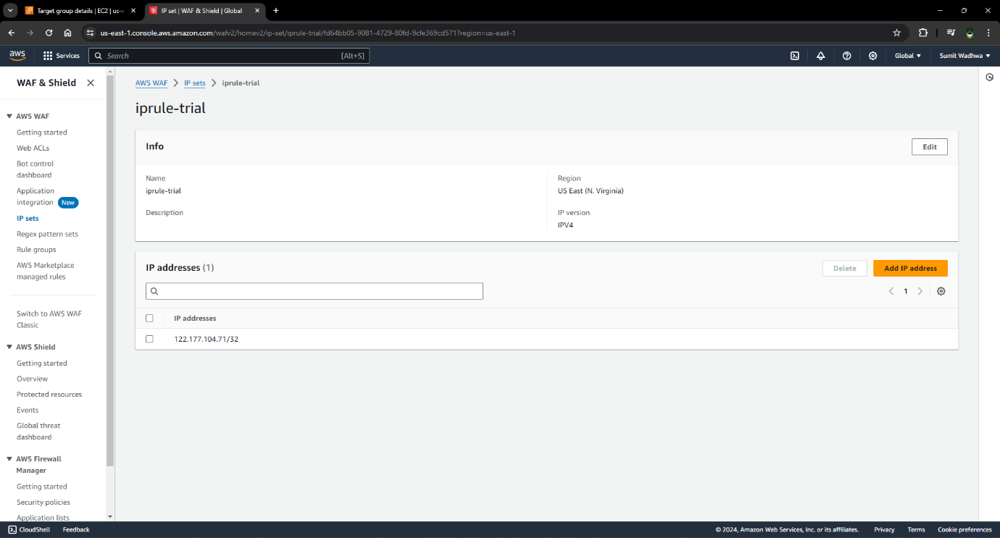 Target group details | EC2 | us-e
IP set | WAF & Shield | Global
us-east-1.console.aws.amazon.com/wafv2/homev2/ip-set/iprule-trial/fd64bb05-9081-4729-80fd-9cfe369cd571?region=us-east-1
aws
Services
Search
[Alt+S]
Global
Sumit Wadhwa
WAF & Shield
AWS WAF
Getting started
Web ACLs
Bot control
dashboard
Application
integration New
IP sets
Regex pattern sets
Rule groups
AWS Marketplace
managed rules
Switch to AWS WAF
Classic
AWS Shield
Getting started
Overview
Protected resources
Events
Global threat
dashboard
AWS Firewall
Manager
Getting started
Security policies
Application lists
AWS WAF
IP sets
iprule-trial
iprule-trial
Info
Edit
Name
iprule-trial
Description
Region
US East (N. Virginia)
IP version
IPV4
IP addresses (1)
Delete
Add IP address
1
IP addresses
122.177.104.71/32
CloudShell
Feedback
© 2024, Amazon Web Services, Inc. or its affiliates.
Privacy
Terms
Cookie preferences